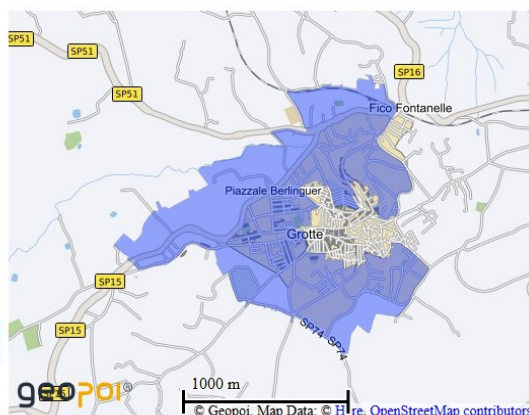 SP51
SP51
SP51
SP16
Fico Fontanelle
Piazzale Berlinguer
Grotte
SP15
SP15
SP74 SP74
geopoi®
1000 m
© Geopoi, Map Data: © Here, OpenStreetMap contributors